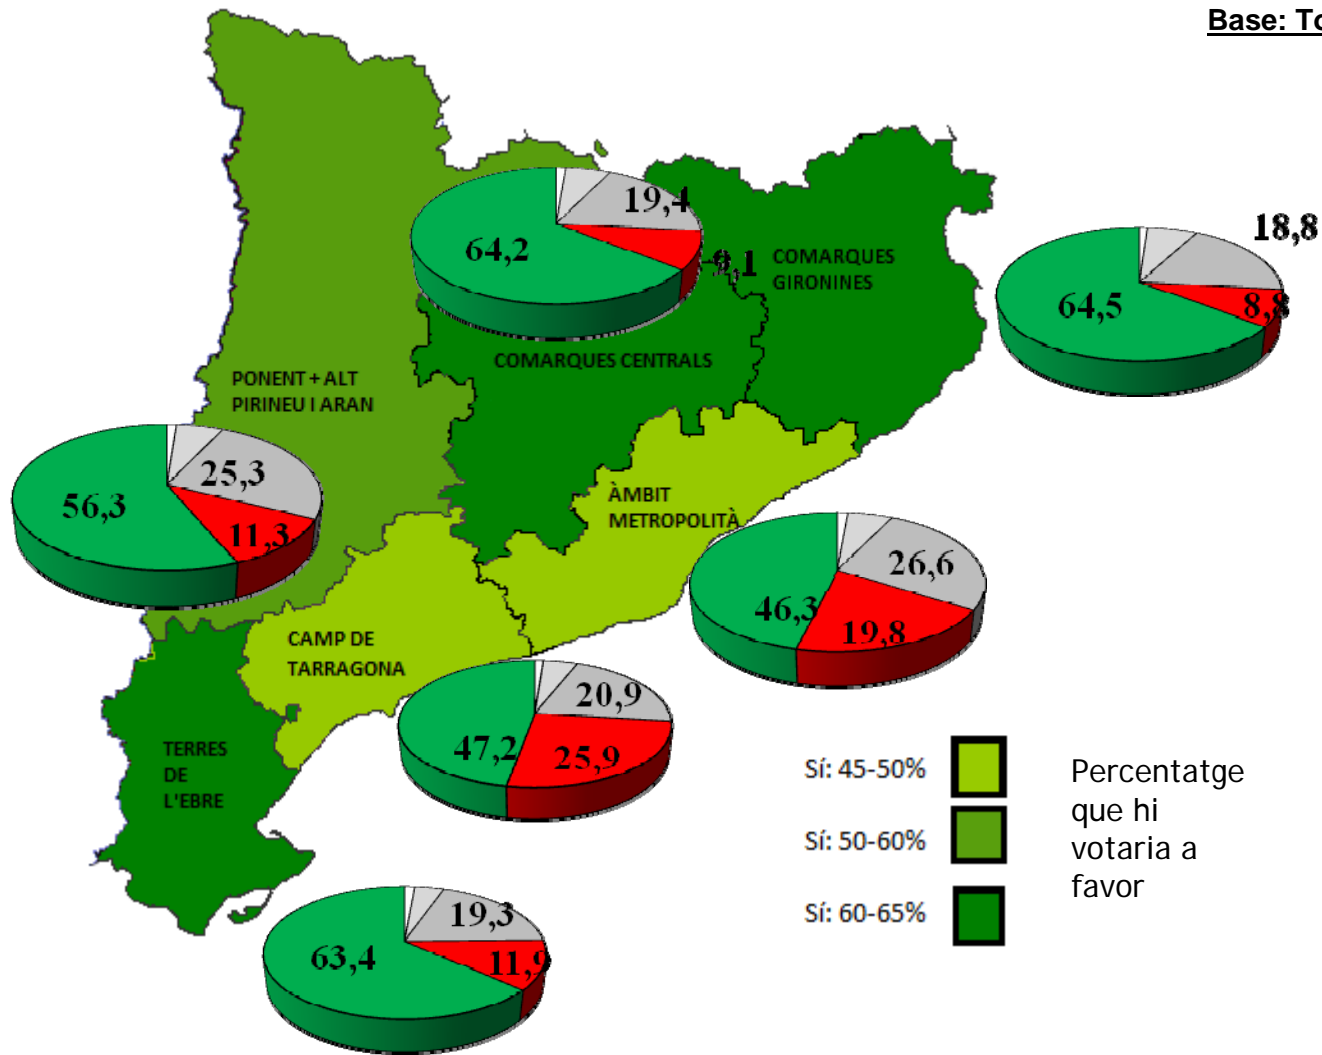 Base: To
19,4
64,2
9,1
COMARQUES
GIRONINES
18,8
64,5
8,8
COMARQUES CENTRALS
PONENT + ALT
PIRINEU I ARAN
25,3
56,3
11,3
ÀMBIT
METROPOLITÀ
26,6
46,3
19,8
CAMP DE
TARRAGONA
20,9
47,2
25,9
TERRES
DE
L'EBRE
19,3
63,4
11,9
Sí: 45-50%
Sí: 50-60%
Sí: 60-65%
Percentatge
que hi
votaria a
favor